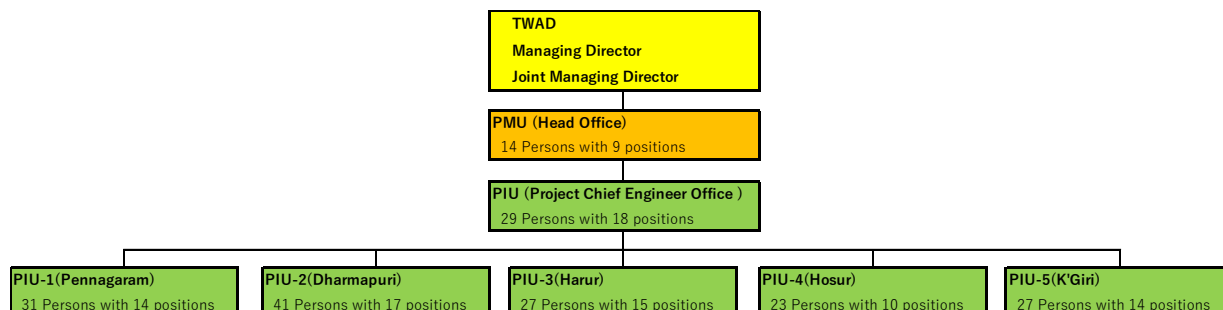 TWAD
Managing Director
Joint Managing Director
PMU (Head Office)
14 Persons with 9 positions
PIU (Project Chief Engineer Office )
29 Persons with 18 positions
PIU-1(Pennagaram)
31 Persons with 14 positions
PIU-2(Dharmapuri)
41 Persons with 17 positions
PIU-3(Harur)
27 Persons with 15 positions
PIU-4(Hosur)
23 Persons with 10 positions
PIU-5(K'Giri)
27 Persons with 14 positions